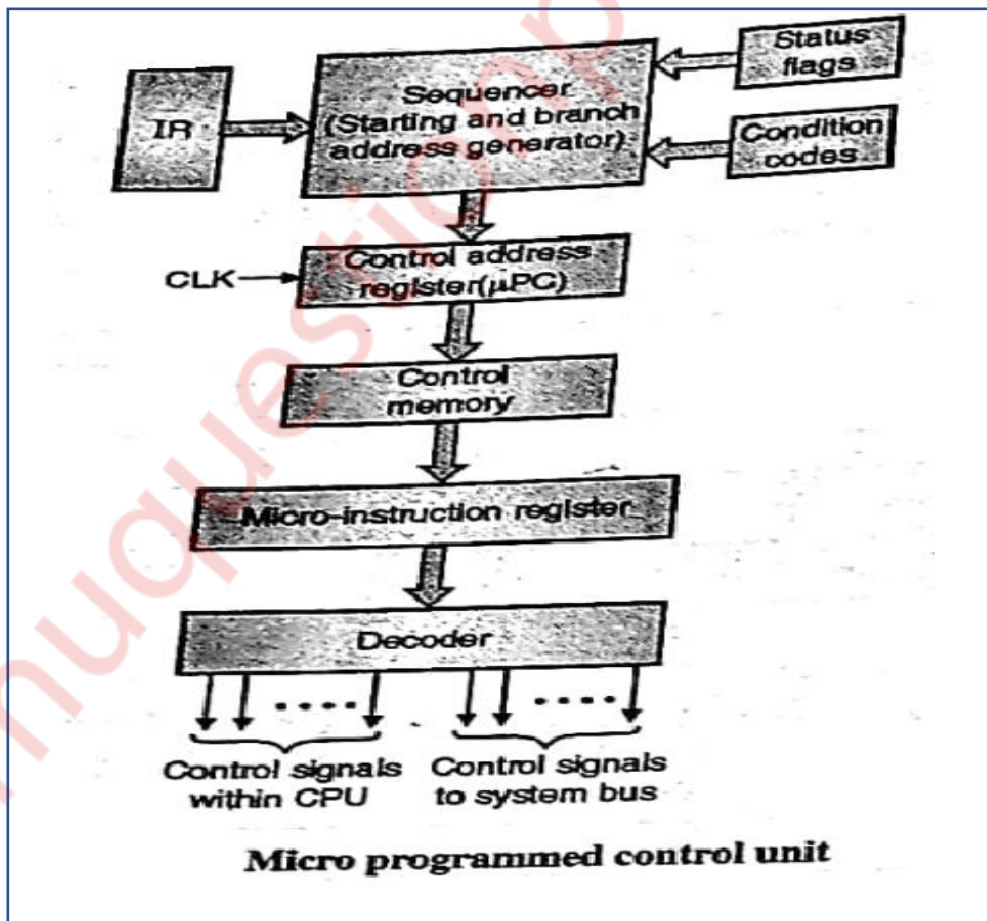 Status
flags
Sequencer
(Starting and branch
address generator)
IR
Condition
codes
Control address
register(μPC)
CLK
Control
memory
Micro-instruction register
Decoder
Control signals
within CPU
Control signals
to system bus
Micro programmed control unit
muquestionp